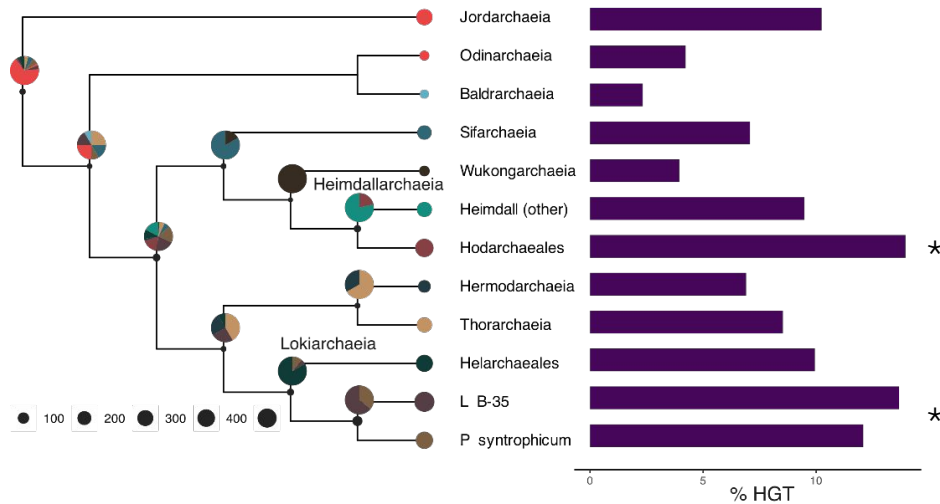 Jordarchaeia
Odinarchaeia
Baldrarchaeia
Sifarchaeia
Wukongarchaeia
Heimdallarchaeia
Heimdall (other)
Hodarchaeales
*
Hermodarchaeia
Thorarchaeia
Lokiarchaeia
Helarchaeales
L B-35
*
P syntrophicum
100 200 300 400
0 5 10
% HGT